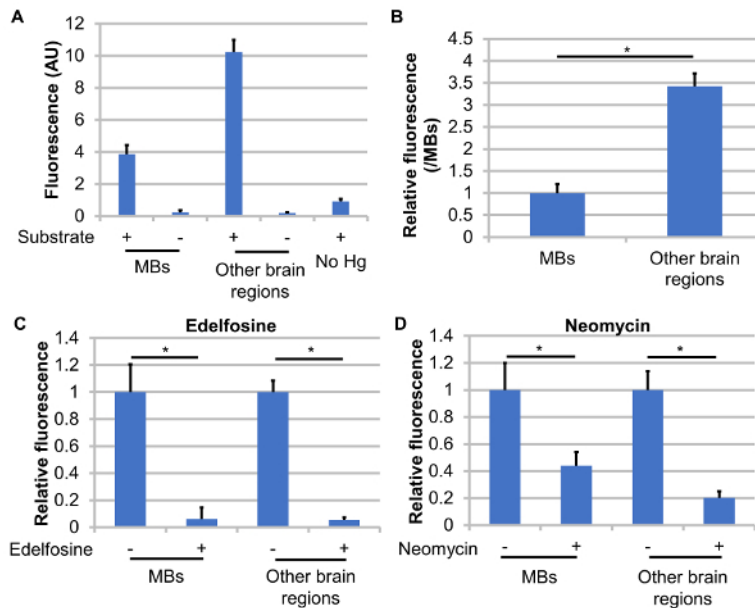 A
Fluorescence (AU)
12
10
8
6
4
2
0
Substrate + - + - +
MBs Other brain regions No Hg
B
Relative fluorescence (/MBs)
4.5
4
3.5
3
2.5
2
1.5
1
0.5
0
*
MBs Other brain regions
C
Edelfosine
Relative fluorescence
1.4
1.2
1
0.8
0.6
0.4
0.2
0
* *
Edelfosine - + - +
MBs Other brain regions
D
Neomycin
Relative fluorescence
1.4
1.2
1
0.8
0.6
0.4
0.2
0
* *
Neomycin - + - +
MBs Other brain regions